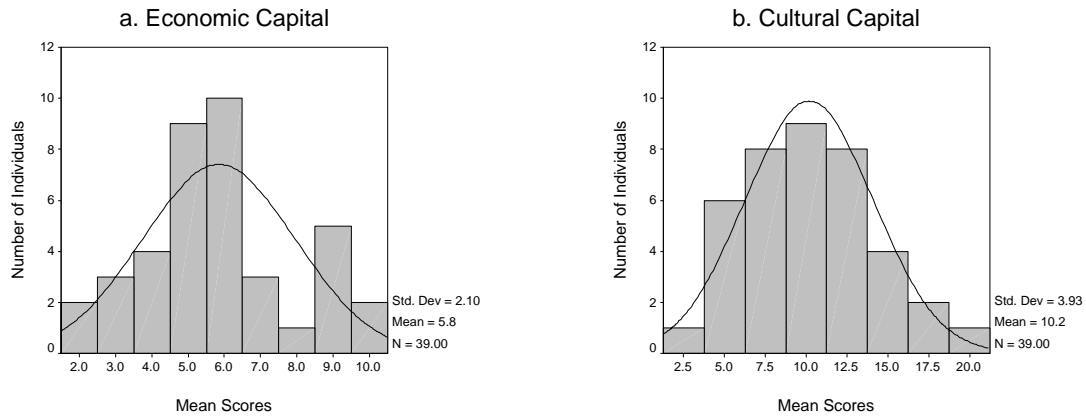 a. Economic Capital
12
10
8
6
4
2
0
Number of Individuals
2.0 3.0 4.0 5.0 6.0 7.0 8.0 9.0 10.0
Mean Scores
Std. Dev = 2.10
Mean = 5.8
N = 39.00
b. Cultural Capital
12
10
8
6
4
2
0
Number of Individuals
2.5 5.0 7.5 10.0 12.5 15.0 17.5 20.0
Mean Scores
Std. Dev = 3.93
Mean = 10.2
N = 39.00